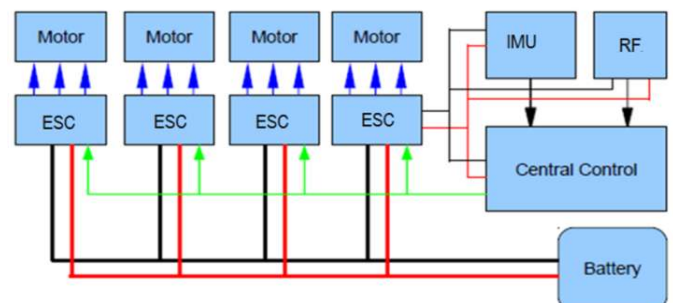 Motor
Motor
Motor
Motor
IMU
RF
ESC
ESC
ESC
ESC
Central Control
Battery